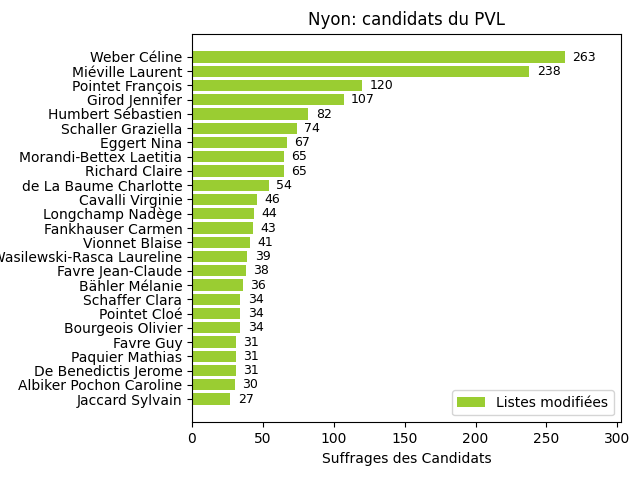 Nyon: candidats du PVL
Weber Céline 263
Miéville Laurent 238
Pointet François 120
Girod Jennifer 107
Humbert Sébastien 82
Schaller Graziella 74
Eggert Nina 67
Morandi-Bettex Laetitia 65
Richard Claire 65
de La Baume Charlotte 54
Cavalli Virginie 46
Longchamp Nadège 44
Fankhauser Carmen 43
Vionnet Blaise 41
Wasilewski-Rasca Laureline 39
Favre Jean-Claude 38
Bähler Mélanie 36
Schaffer Clara 34
Pointet Cloé 34
Bourgeois Olivier 34
Favre Guy 31
Paquier Mathias 31
De Benedictis Jerome 31
Albiker Pochon Caroline 30
Jaccard Sylvain 27
Listes modifiées
0 50 100 150 200 250 300
Suffrages des Candidats